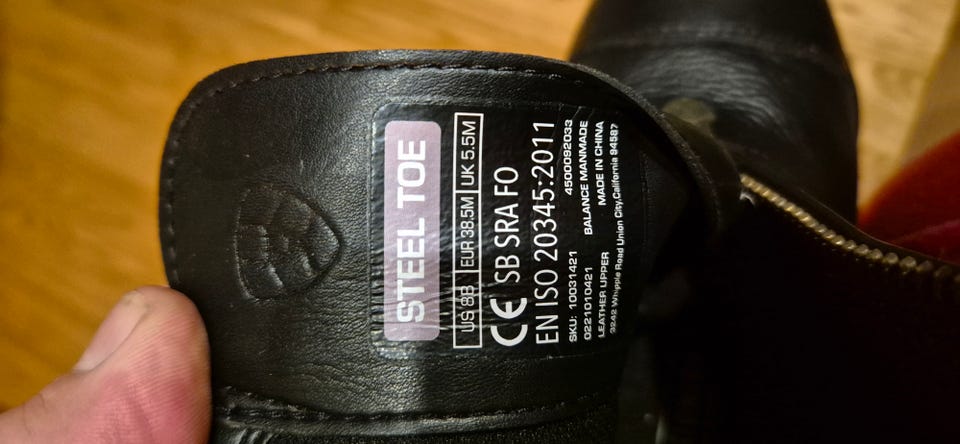 STEEL TOE
US 8B EUR 38.5M UK 5.5M
CE SB SRA FO
EN ISO 20345:2011
SKU: 10031421 4500092033
0221010421 BALANCE MANMADE
LEATHER UPPER MADE IN CHINA
3242 Whipple Road Union City,California 94587